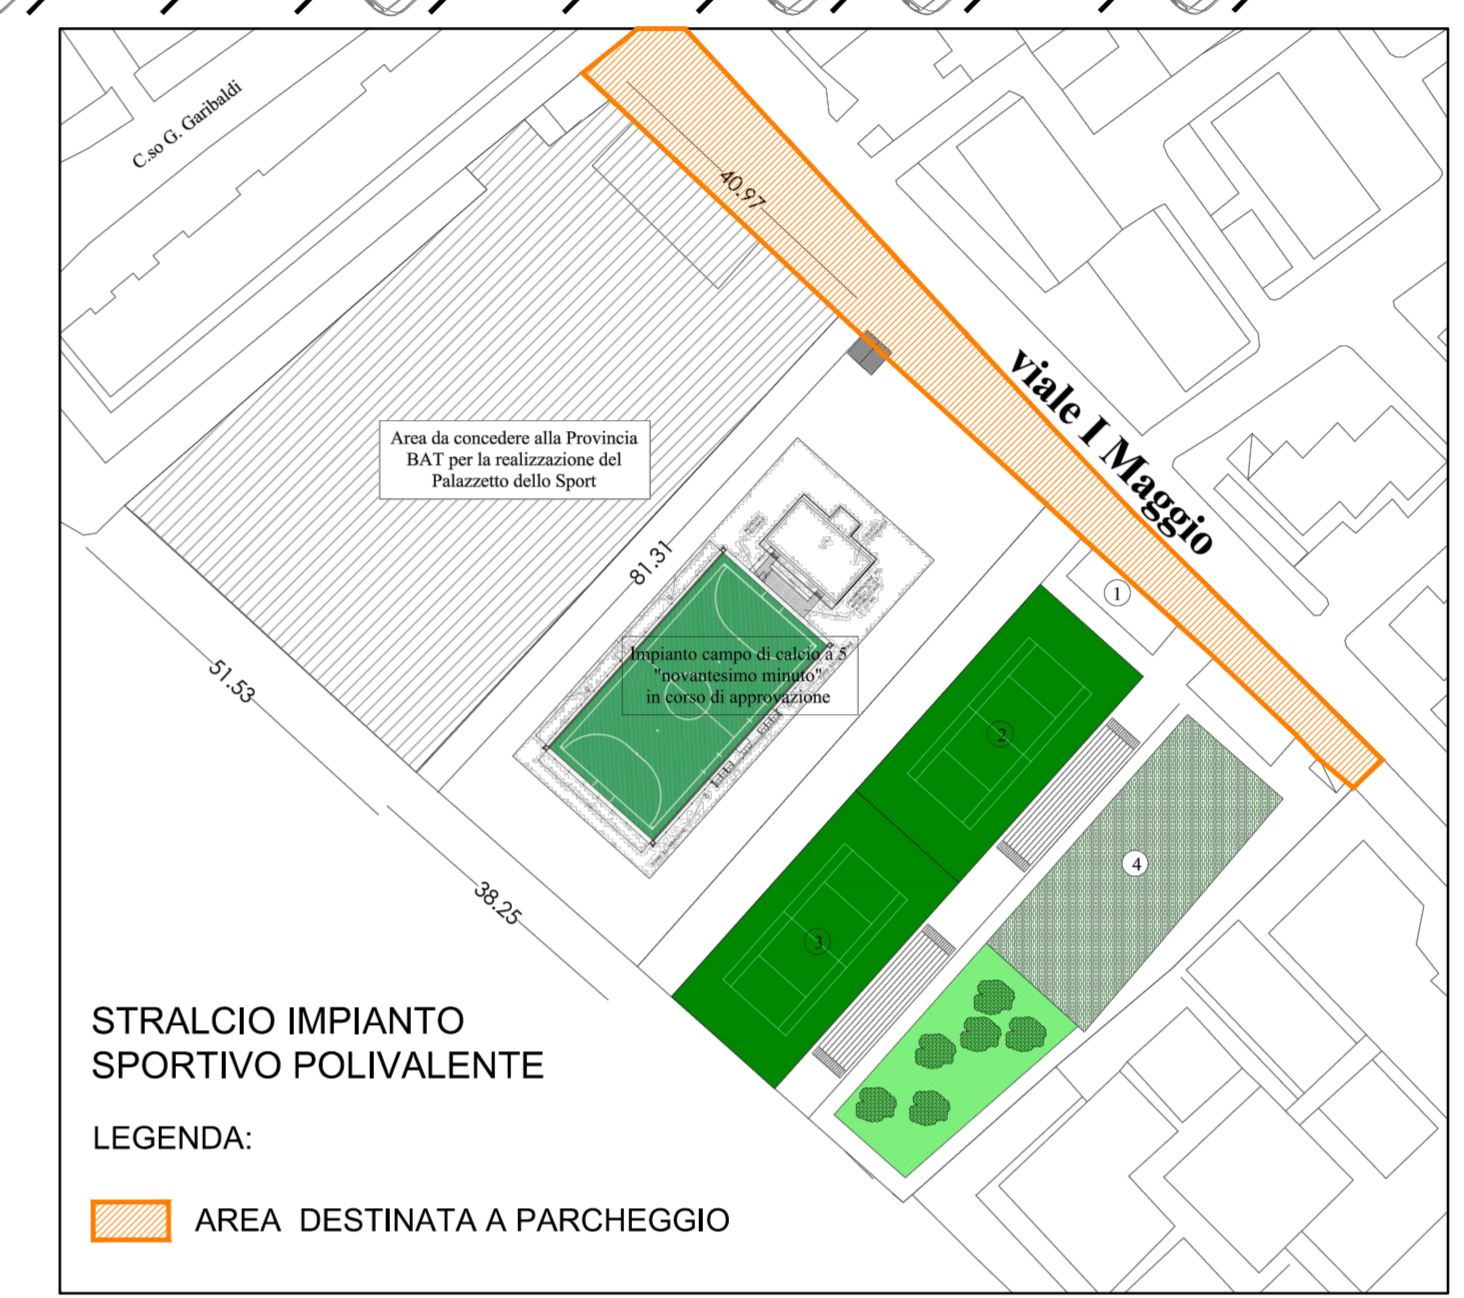 C.so G. Garibaldi
40.97
viale I Maggio
Area da concedere alla Provincia
BAT per la realizzazione del
Palazzetto dello Sport
81.31
1
Impianto campo di calcio a 5
"novantesimo minuto"
in corso di approvazione
51.53
2
4
38.25
3
STRALCIO IMPIANTO
SPORTIVO POLIVALENTE
LEGENDA:
AREA DESTINATA A PARCHEGGIO